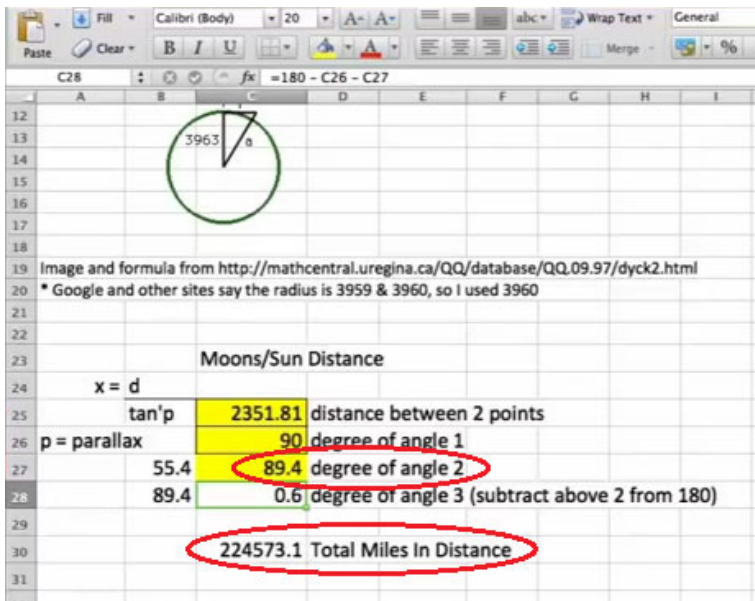 Fill Calibri (Body) 20 A A abc Wrap Text General
Paste Clear B I U A Merge %
C28 fx =180 - C26 - C27
A B C D E F G H I
12
13 3963 a
14
15
16
17
18
19 Image and formula from http://mathcentral.uregina.ca/QQ/database/QQ.09.97/dyck2.html
20 * Google and other sites say the radius is 3959 & 3960, so I used 3960
21
22
23 Moons/Sun Distance
24 x = d
25 tan'p 2351.81 distance between 2 points
26 p = parallax 90 degree of angle 1
27 55.4 89.4 degree of angle 2
28 89.4 0.6 degree of angle 3 (subtract above 2 from 180)
29
30 224573.1 Total Miles In Distance
31